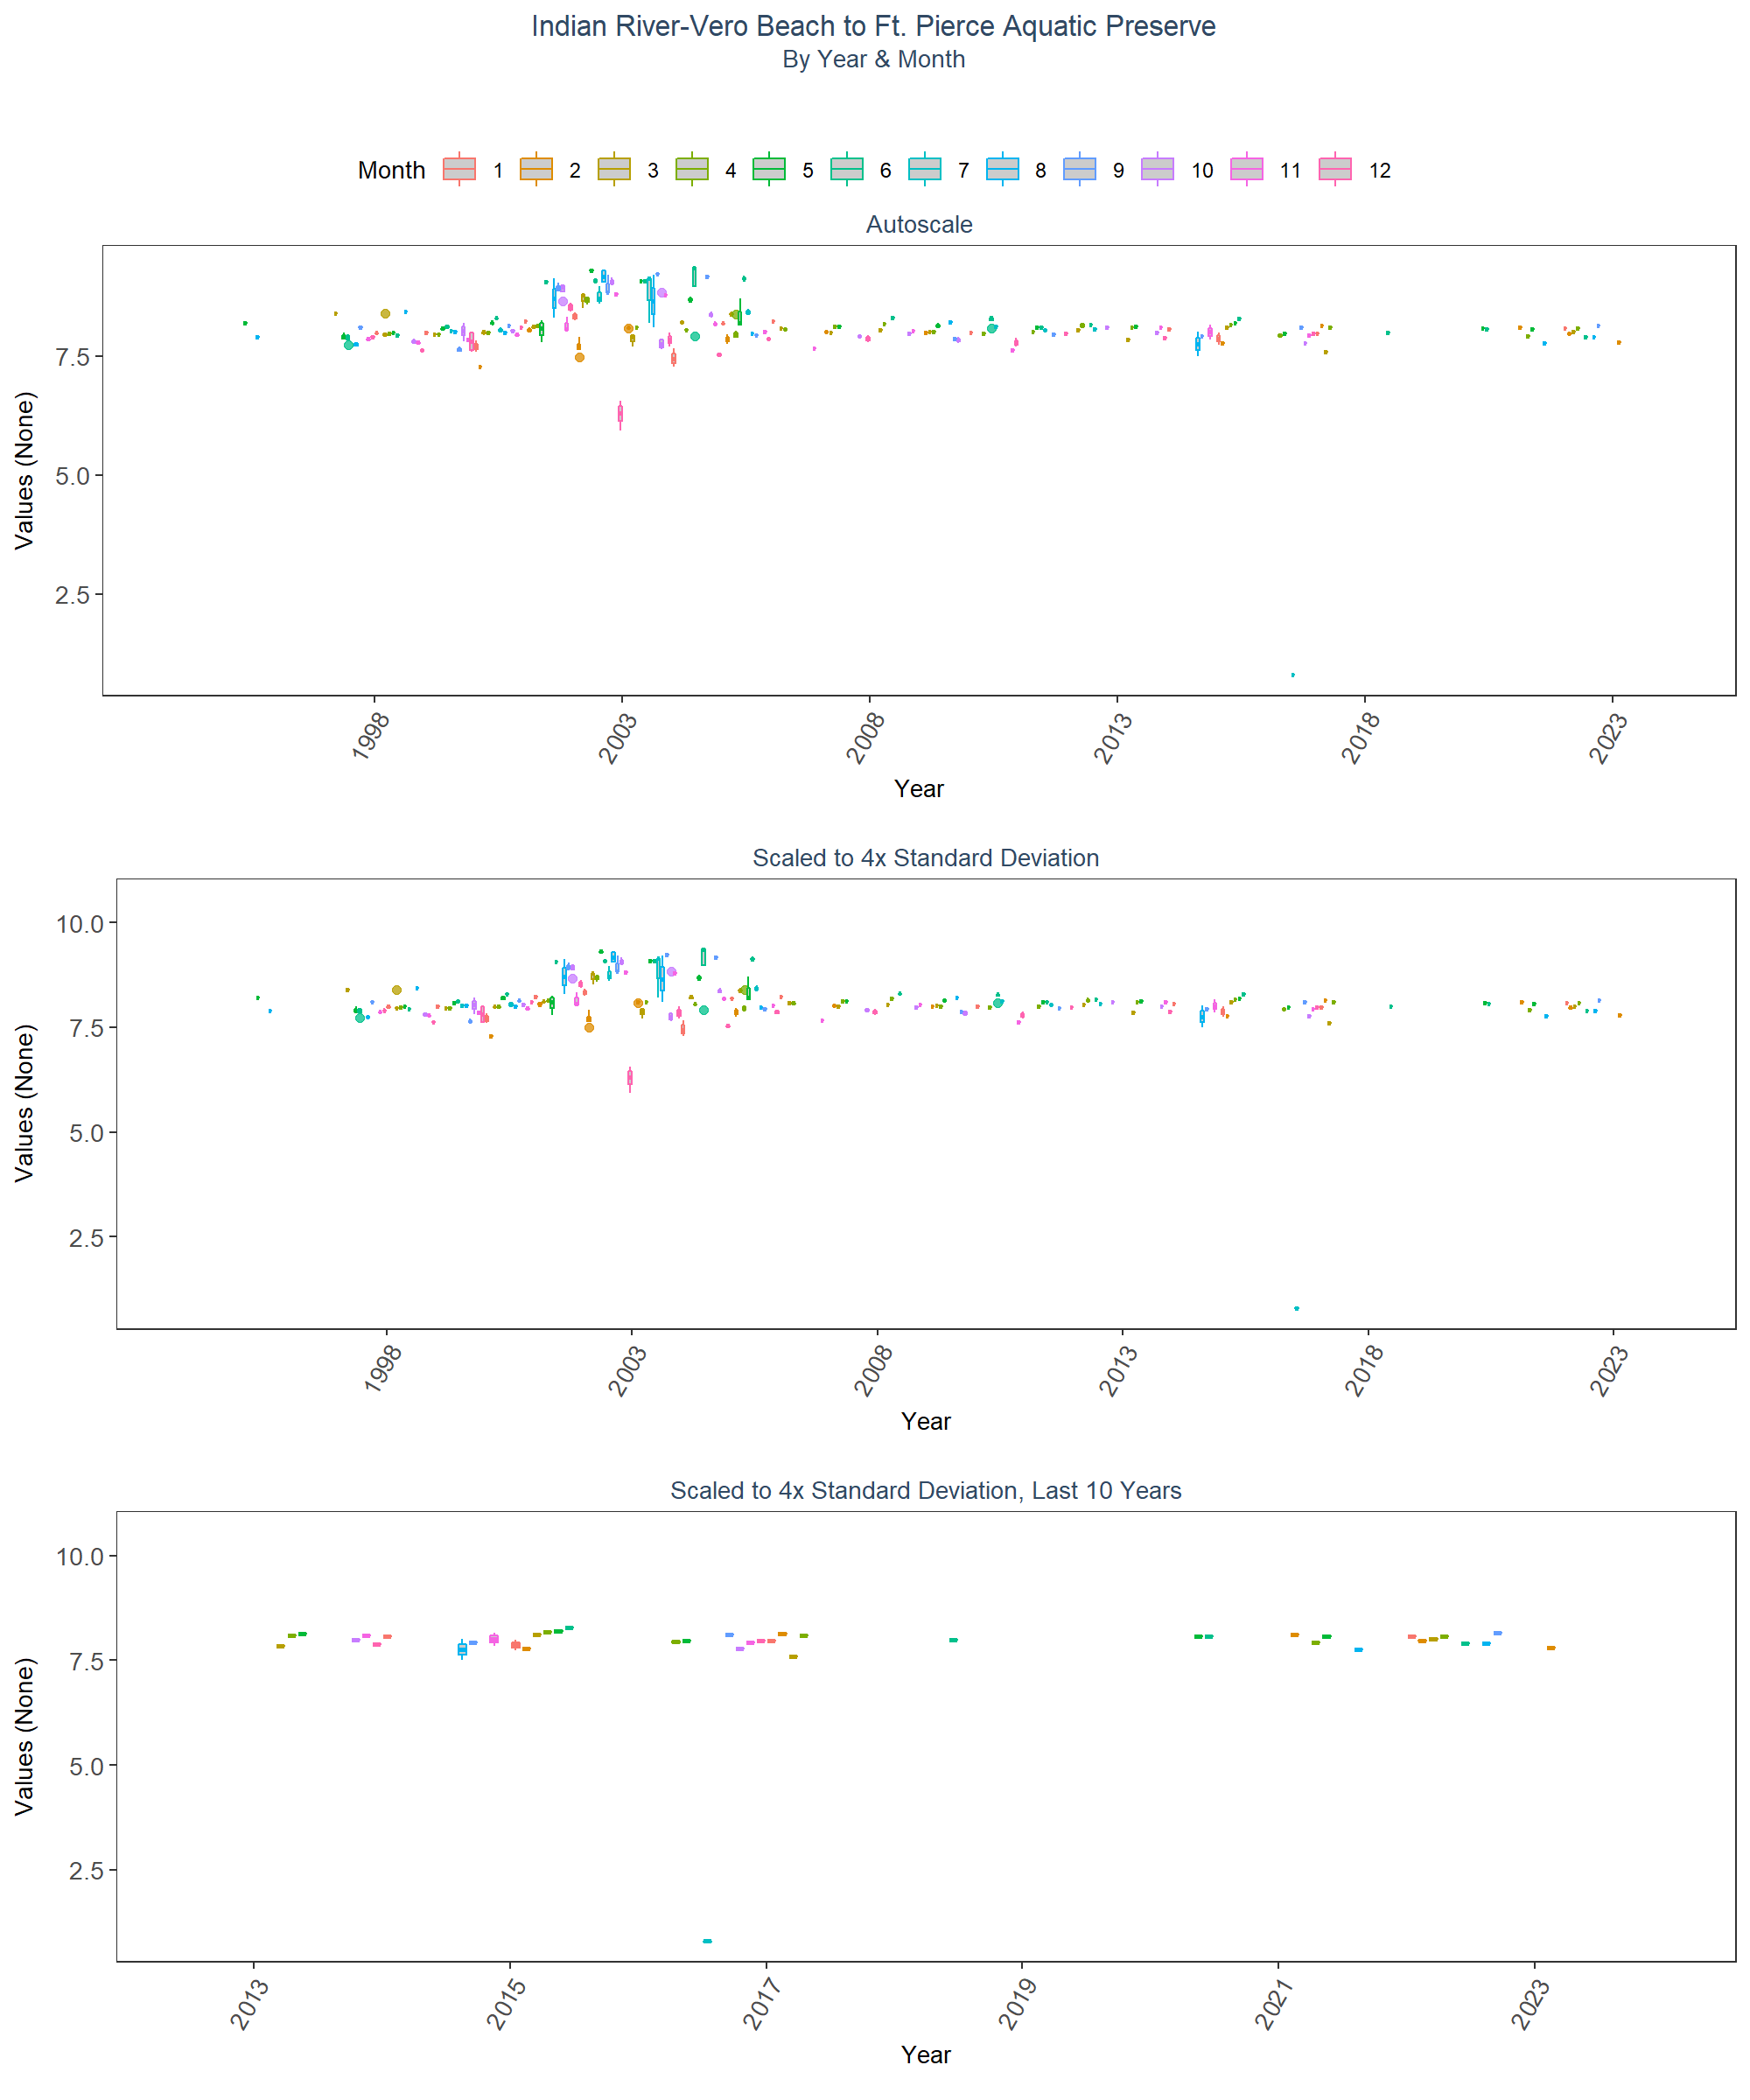 Indian River-Vero Beach to Ft. Pierce Aquatic Preserve
By Year & Month
Month 1 2 3 4 5 6 7 8 9 10 11 12
Autoscale
Values (None)
7.5
5.0
2.5
1998 2003 2008 2013 2018 2023
Year
Scaled to 4x Standard Deviation
Values (None)
10.0
7.5
5.0
2.5
1998 2003 2008 2013 2018 2023
Year
Scaled to 4x Standard Deviation, Last 10 Years
Values (None)
10.0
7.5
5.0
2.5
2013 2015 2017 2019 2021 2023
Year